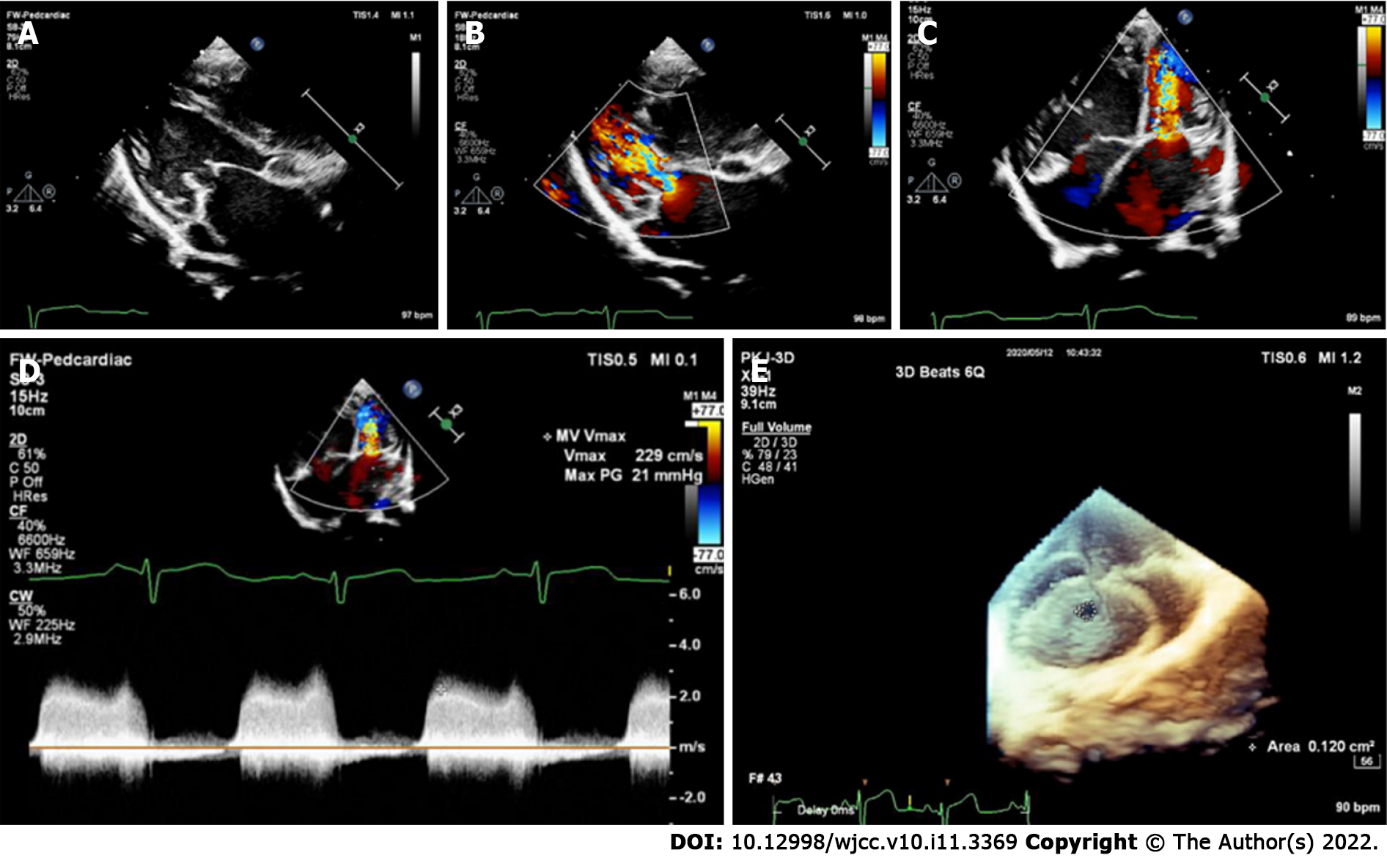 A
FW-Pedcardiac
TIS1.4 MI 1.1
8.1cm
2D
C 50
P Off
HRes
M1
X3
G
P
R
3.2 6.4
97 bpm
B
FW-Pedcardiac
TIS1.6 MI 1.0
8.1cm
2D
C 50
P Off
HRes
CF
40%
6600Hz
WF 659Hz
3.3MHz
M1 M4
+77.0
-77.0
cm/s
X3
G
P
R
3.2 6.4
98 bpm
C
15Hz
10cm
2D
C 50
P Off
HRes
CF
40%
6600Hz
WF 659Hz
3.3MHz
M1 M4
+77.0
-77.0
cm/s
X3
G
P
R
3.2 6.4
89 bpm
D
FW-Pedcardiac
TIS0.5 MI 0.1
15Hz
10cm
2D
61%
C 50
P Off
HRes
CF
40%
6600Hz
WF 659Hz
3.3MHz
CW
50%
WF 225Hz
2.9MHz
X3
MV Vmax
Vmax 229 cm/s
Max PG 21 mmHg
M1 M4
+77.0
-77.0
cm/s
6.0
4.0
2.0
m/s
-2.0
E
2020/05/12 10:43:32
TIS0.6 MI 1.2
3D Beats 6Q
39Hz
9.1cm
Full Volume
2D / 3D
% 79 / 23
C 48 / 41
HGen
M2
Area 0.120 cm²
56
F# 43
Delay 0ms
90 bpm
DOI: 10.12998/wjcc.v10.i11.3369 Copyright © The Author(s) 2022.